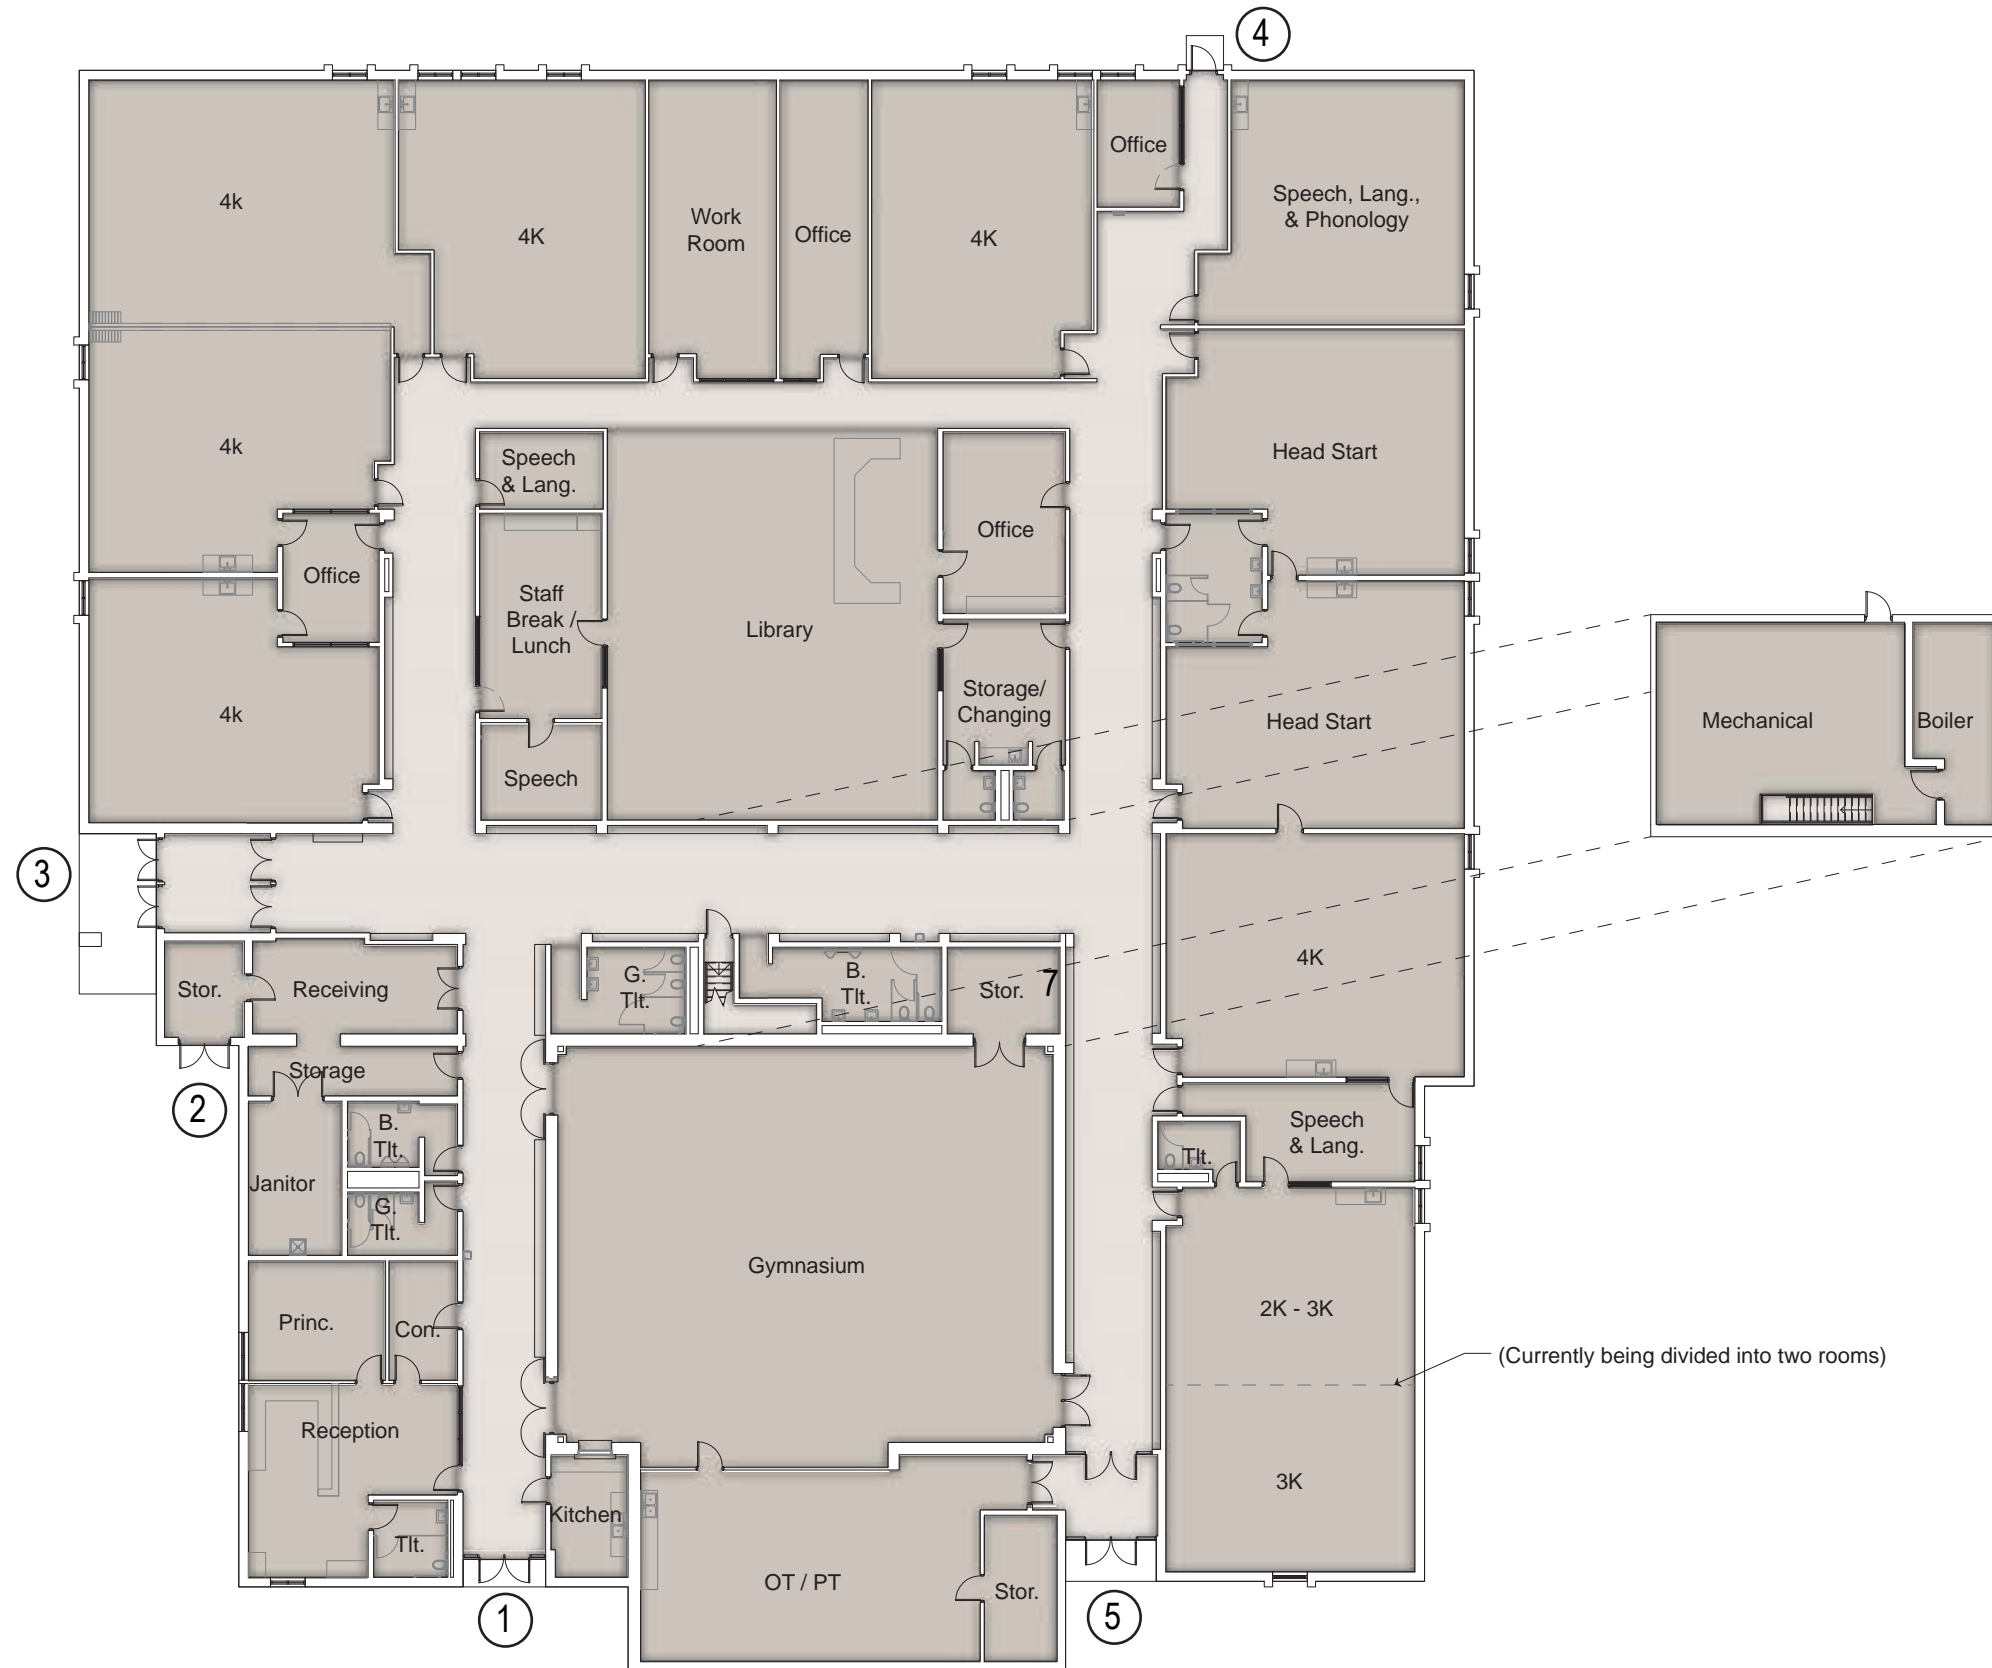 4
4k
4K
Work
Room
Office
4K
Office
Speech, Lang.,
& Phonology
4k
Speech
& Lang.
Head Start
Office
Office
Staff
Break /
Lunch
Library
Storage/
Changing
4k
Head Start
Mechanical
Boiler
Speech
3
4K
Stor.
Receiving
G.
Tlt.
B.
Tlt.
Stor.
7
Storage
2
B.
Tlt.
Speech
& Lang.
Tlt.
Janitor
G.
Tlt.
Gymnasium
2K - 3K
Princ.
Con.
(Currently being divided into two rooms)
Reception
3K
Kitchen
Tlt.
OT / PT
Stor.
1
5